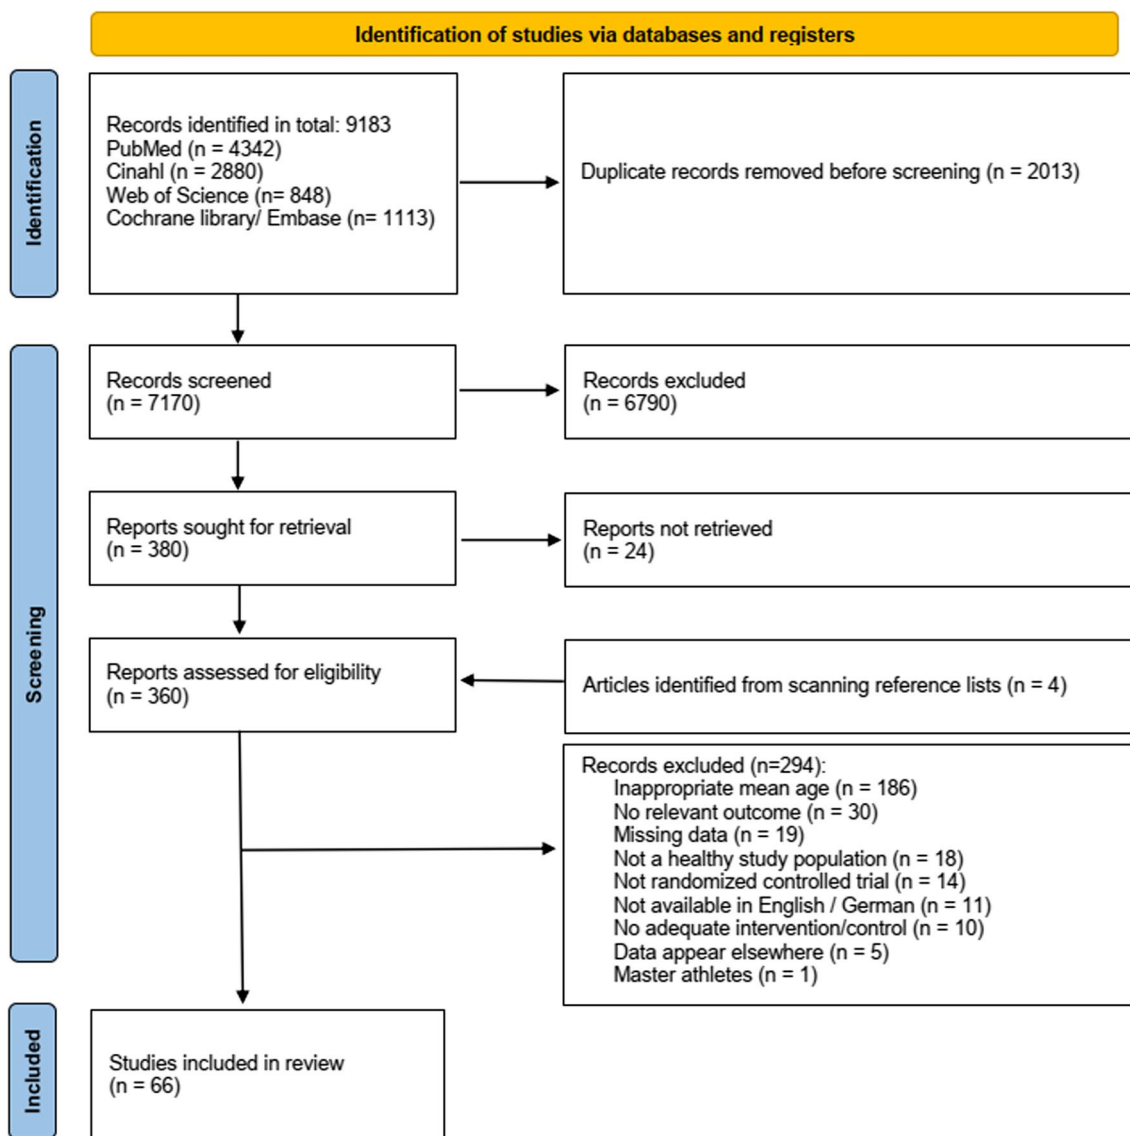 Identification of studies via databases and registers
Identification
Records identified in total: 9183
PubMed (n = 4342)
Cinahl (n = 2880)
Web of Science (n= 848)
Cochrane library/ Embase (n= 1113)
Duplicate records removed before screening (n = 2013)
Screening
Records screened
(n = 7170)
Records excluded
(n = 6790)
Reports sought for retrieval
(n = 380)
Reports not retrieved
(n = 24)
Reports assessed for eligibility
(n = 360)
Articles identified from scanning reference lists (n = 4)
Records excluded (n=294):
Inappropriate mean age (n = 186)
No relevant outcome (n = 30)
Missing data (n = 19)
Not a healthy study population (n = 18)
Not randomized controlled trial (n = 14)
Not available in English / German (n = 11)
No adequate intervention/control (n = 10)
Data appear elsewhere (n = 5)
Master athletes (n = 1)
Included
Studies included in review
(n = 66)